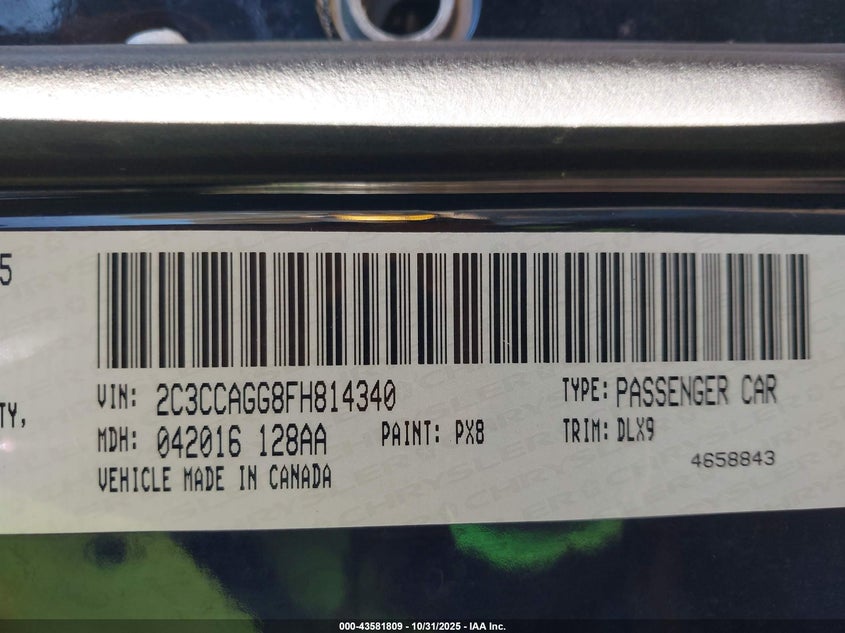 5
TY,
VIN: 2C3CCAGG8FH814340 TYPE: PASSENGER CAR
MDH: 042016 128AA PAINT: PX8 TRIM: DLX9
VEHICLE MADE IN CANADA 4658843
000-43581809 - 10/31/2025 - IAA Inc.